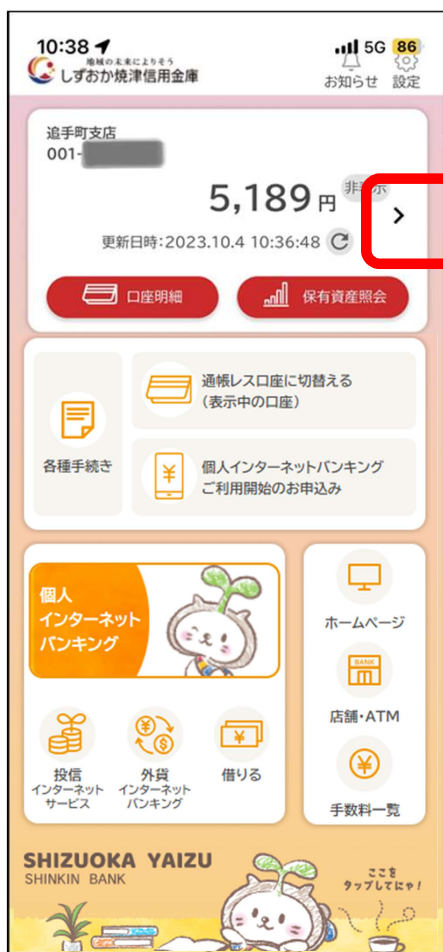 10:38
5G 86
地域の未来によりそう
しずおか焼津信用金庫
お知らせ 設定
追手町支店
001-
5,189円
更新日時:2023.10.4 10:36:48
口座明細
保有資産照会
各種手続き
通帳レス口座に切替える
(表示中の口座)
個人インターネットバンキング
ご利用開始のお申込み
個人
インターネット
バンキング
投信
インターネット
サービス
外貨
インターネット
バンキング
借りる
ホームページ
BANK
店舗・ATM
手数料一覧
SHIZUOKA YAIZU
SHINKIN BANK
ここを
タップしてにゃ!